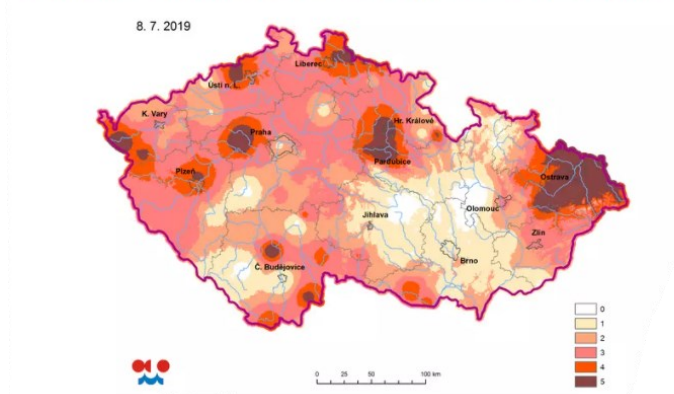 8. 7. 2019
Liberec
Ústí n. L.
K. Vary
Praha
Hr. Králové
Pardubice
Plzeň
Ostrava
Jihlava
Olomouc
Zlín
Brno
Č. Budějovice
0
1
2
3
4
5
0 25 50 100 km